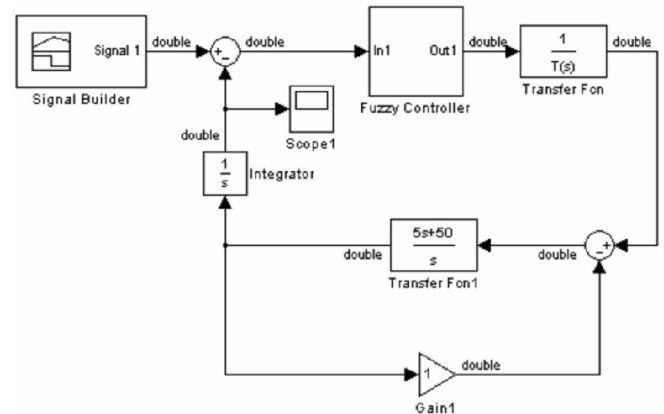 Signal 1
Signal Builder
double
+
−
double
In1
Out1
Fuzzy Controller
double
1
T(s)
Transfer Fcn
double
Scope1
double
1
s
Integrator
double
5s+50
s
Transfer Fcn1
double
−
+
1
Gain1
double